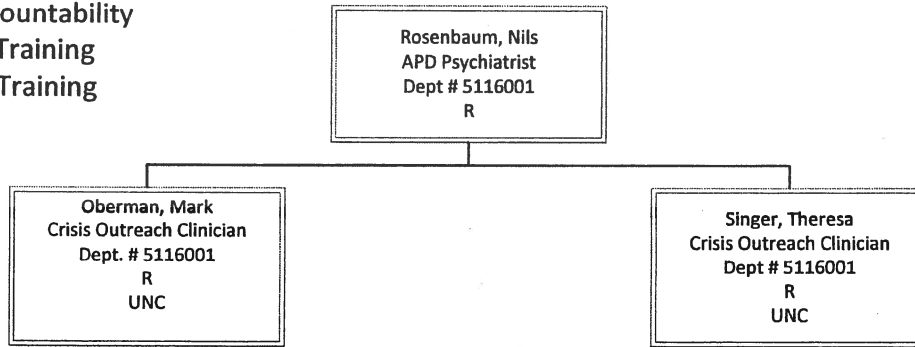 Training
Training
Rosenbaum, Nils
APD Psychiatrist
Dept # 5116001
R
Oberman, Mark
Crisis Outreach Clinician
Dept. # 5116001
R
UNC
Singer, Theresa
Crisis Outreach Clinician
Dept # 5116001
R
UNC